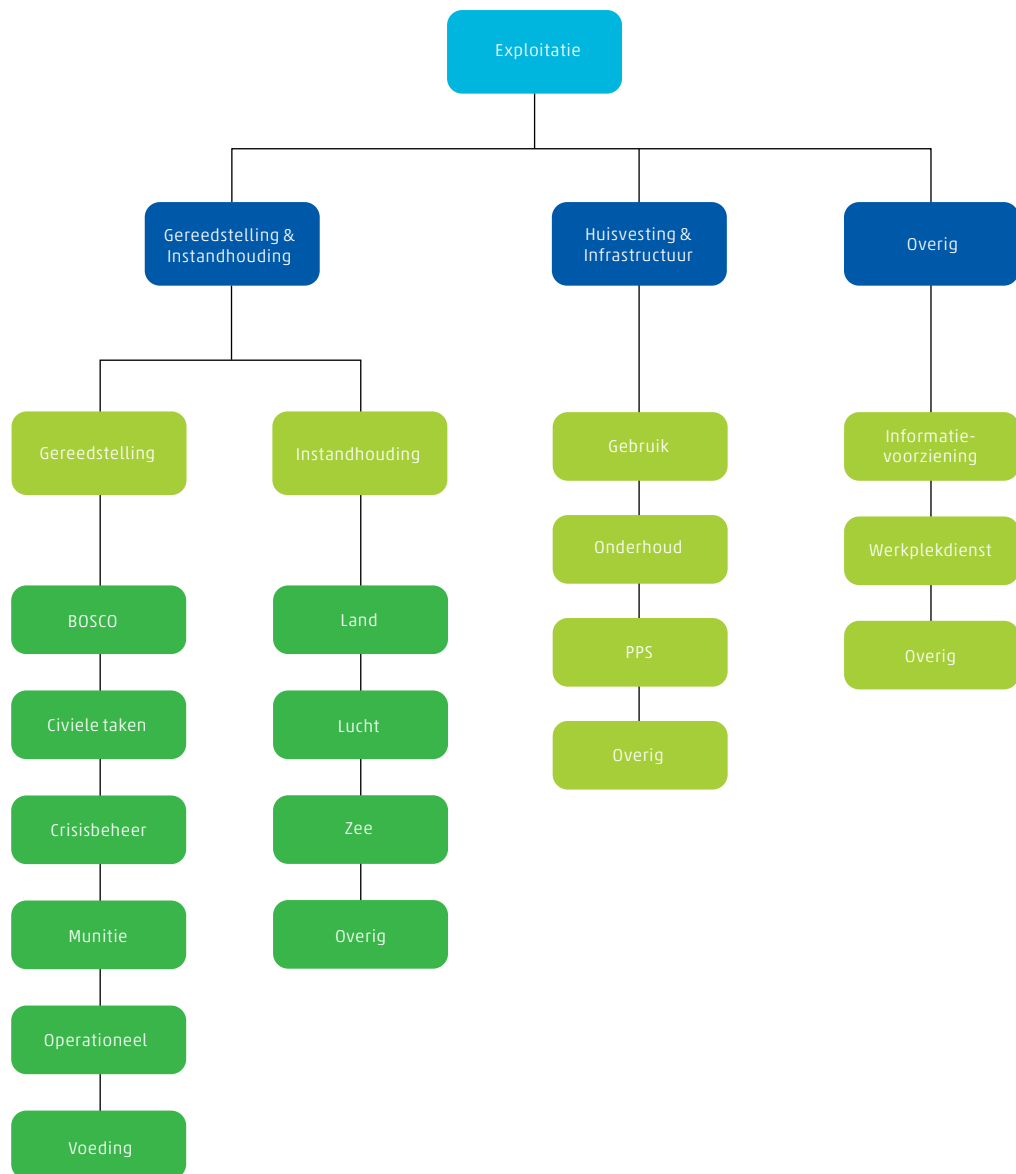 Exploitatie
Gereedstelling &
Instandhouding
Huisvesting &
Infrastructuur
Overig
Gereedstelling
Instandhouding
Gebruik
Informatie-
voorziening
Onderhoud
Werkplekdienst
BOSCO
Land
PPS
Overig
Civiele taken
Lucht
Overig
Crisisbeheer
Zee
Munitie
Overig
Operationeel
Voeding